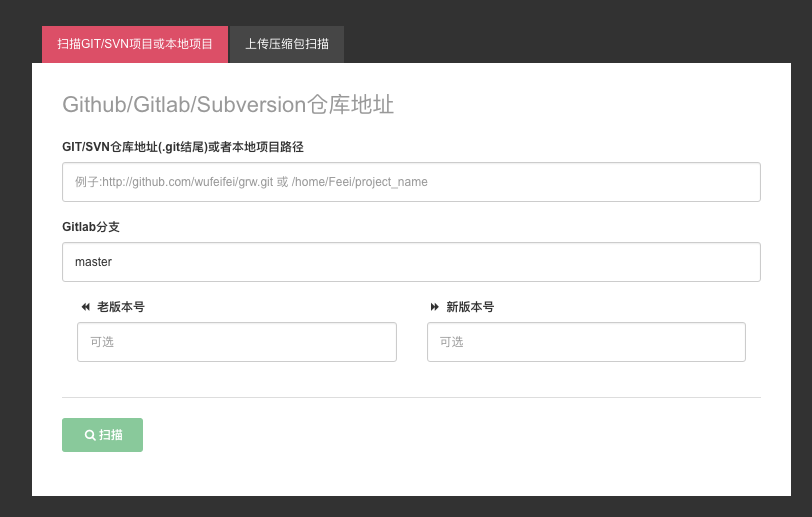 扫描GIT/SVN项目或本地项目 上传压缩包扫描
Github/Gitlab/Subversion仓库地址
GIT/SVN仓库地址(.git结尾)或者本地项目路径
例子:http://github.com/wufeifei/grw.git 或 /home/Feei/project_name
Gitlab分支
master
老版本号 新版本号
可选 可选
扫描